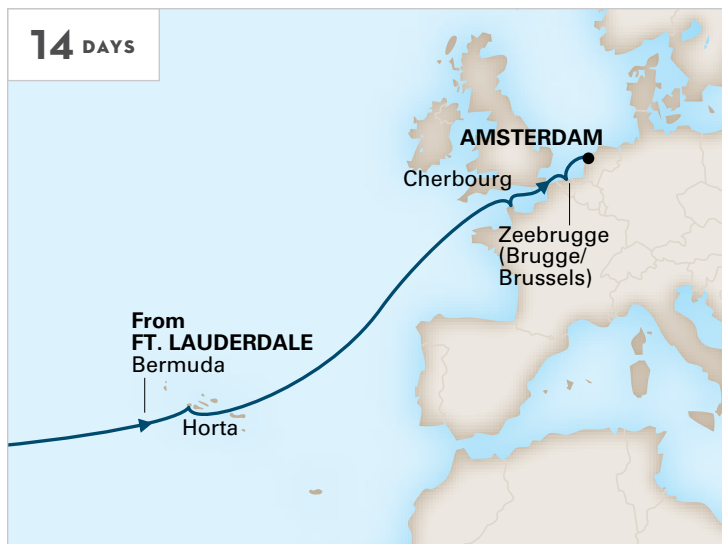 14 DAYS
AMSTERDAM
Cherbourg
Zeebrugge
(Brugge/
Brussels)
From
FT. LAUDERDALE
Bermuda
Horta